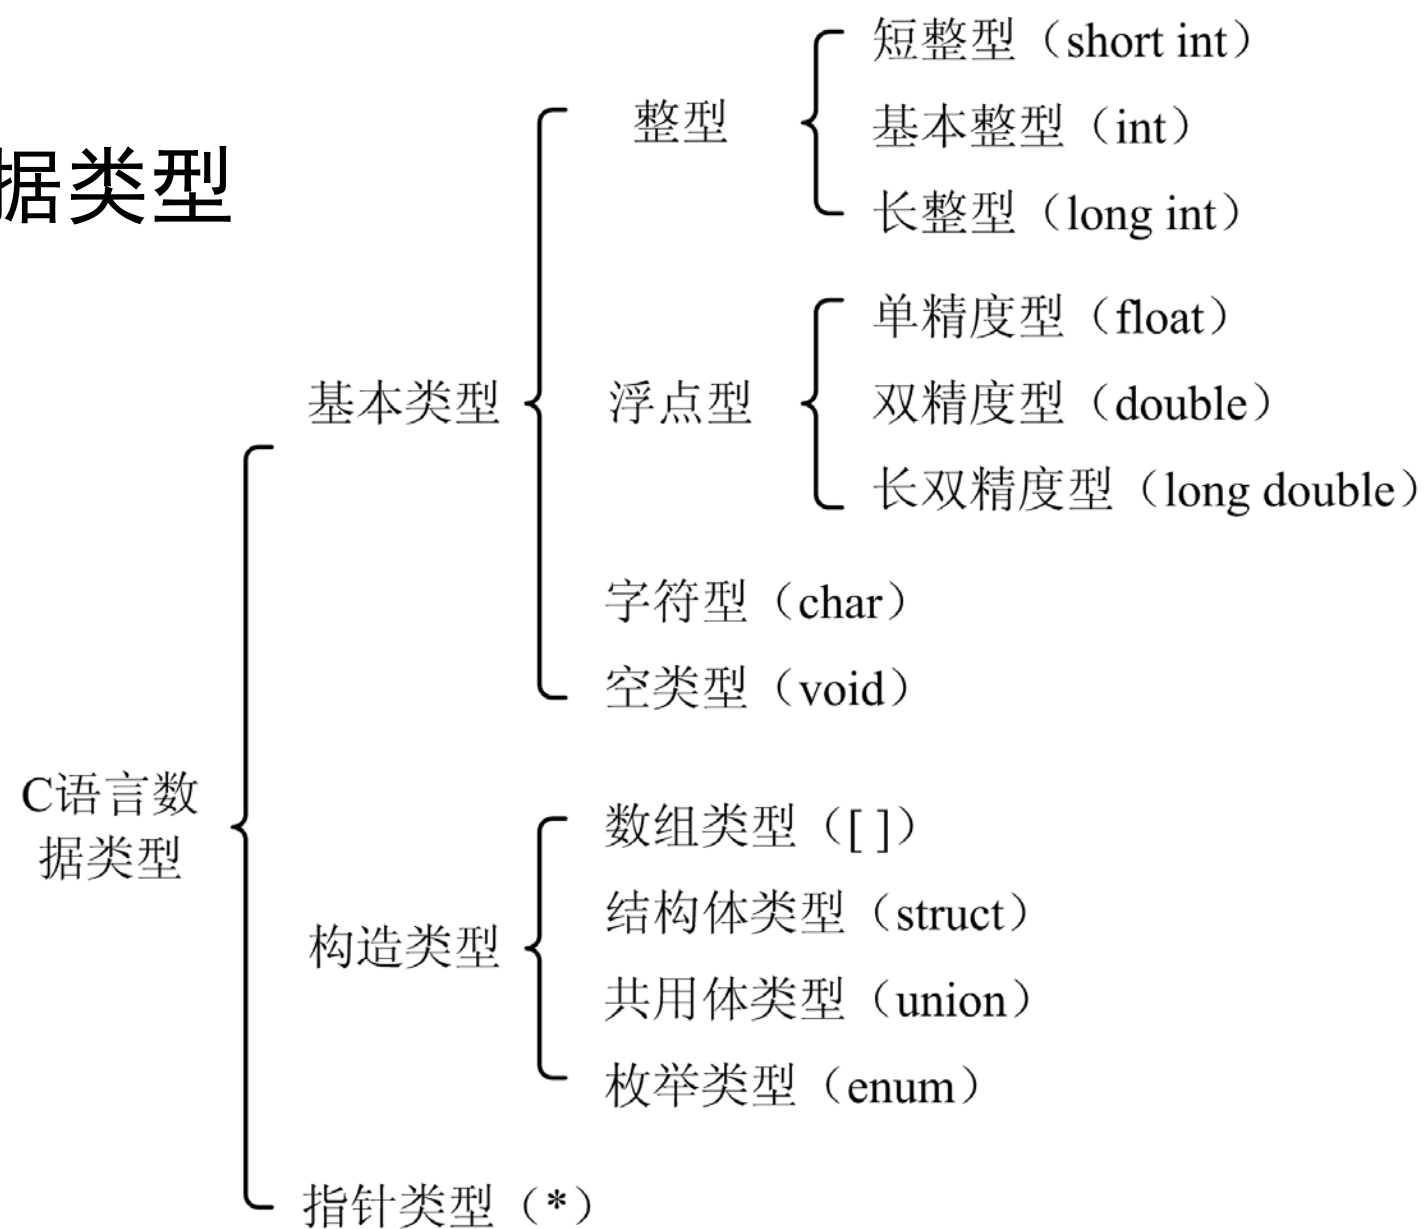 据类型
短整型（short int）
整型
基本整型（int）
长整型（long int）
单精度型（float）
基本类型
浮点型
双精度型（double）
长双精度型（long double）
字符型（char）
空类型（void）
C语言数
据类型
数组类型（[ ]）
结构体类型（struct）
构造类型
共用体类型（union）
枚举类型（enum）
指针类型（*）